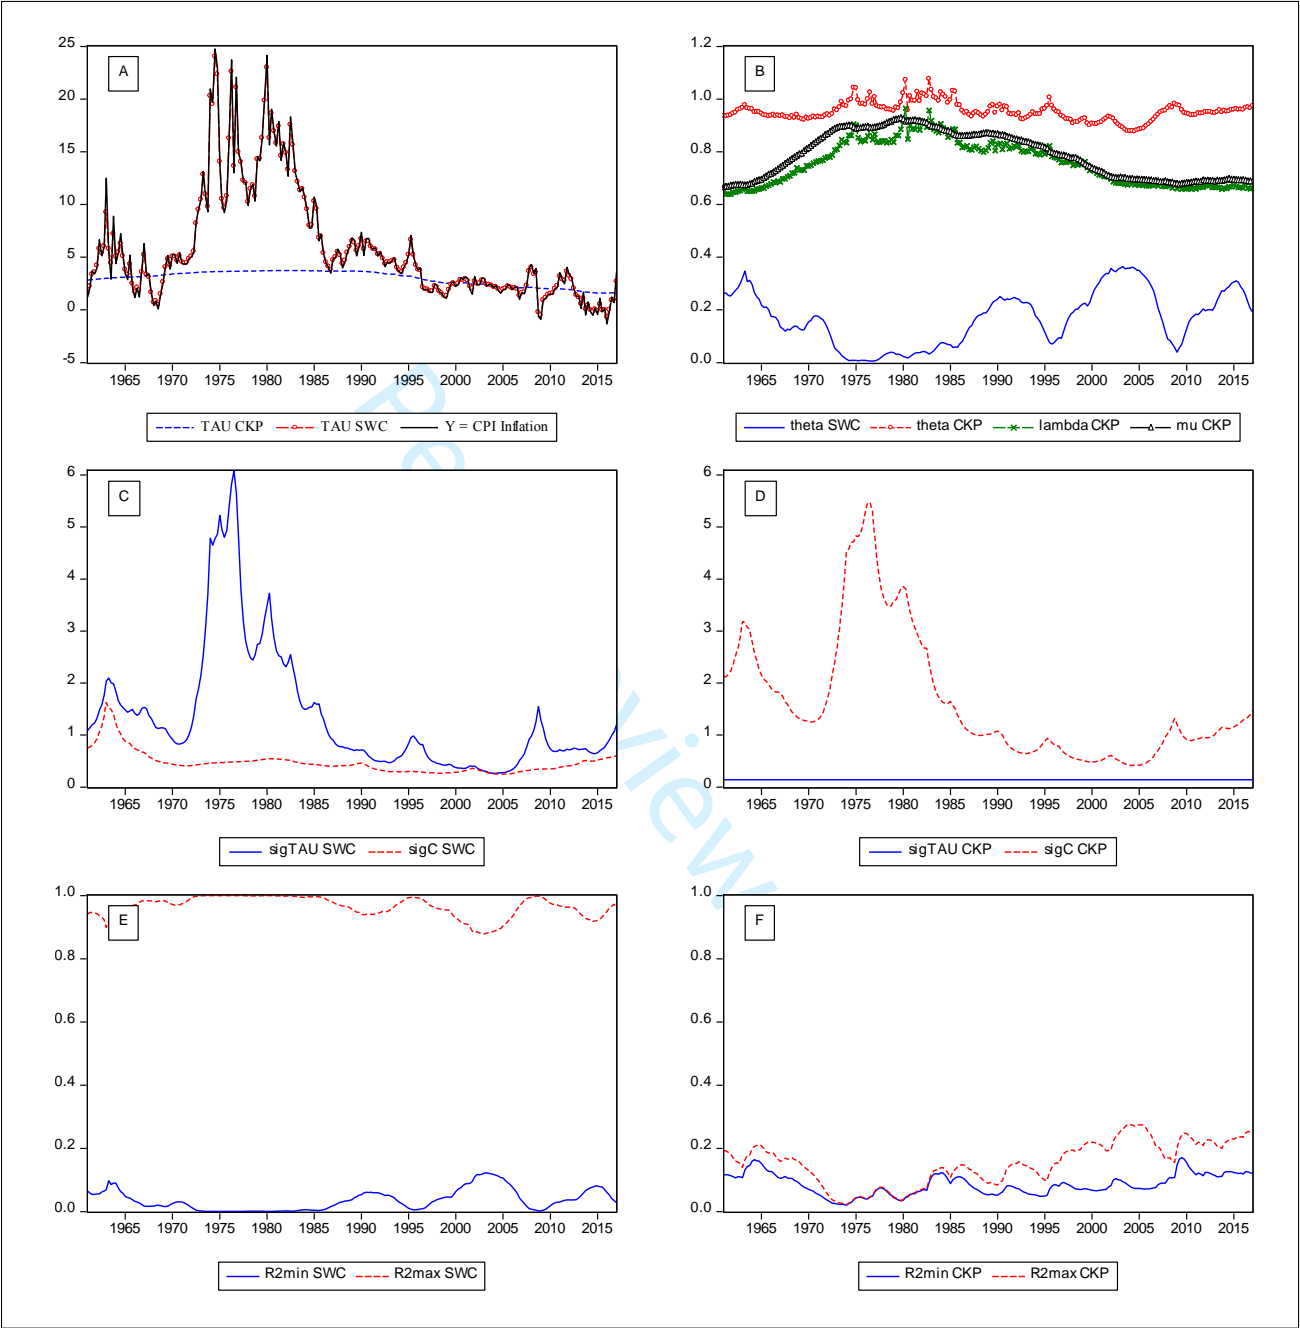 A
25
20
15
10
5
0
-5
1965 1970 1975 1980 1985 1990 1995 2000 2005 2010 2015
TAU CKP TAU SWC Y = CPI Inflation
B
1.2
1.0
0.8
0.6
0.4
0.2
0.0
1965 1970 1975 1980 1985 1990 1995 2000 2005 2010 2015
theta SWC theta CKP lambda CKP mu CKP
C
6
5
4
3
2
1
0
1965 1970 1975 1980 1985 1990 1995 2000 2005 2010 2015
sigTAU SWC sigC SWC
D
6
5
4
3
2
1
0
1965 1970 1975 1980 1985 1990 1995 2000 2005 2010 2015
sigTAU CKP sigC CKP
E
1.0
0.8
0.6
0.4
0.2
0.0
1965 1970 1975 1980 1985 1990 1995 2000 2005 2010 2015
R2min SWC R2max SWC
F
1.0
0.8
0.6
0.4
0.2
0.0
1965 1970 1975 1980 1985 1990 1995 2000 2005 2010 2015
R2min CKP R2max CKP